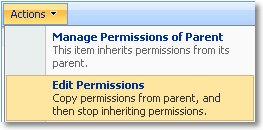 Actions
Manage Permissions of Parent
This item inherits permissions from its
parent.
Edit Permissions
Copy permissions from parent, and
then stop inheriting permissions.